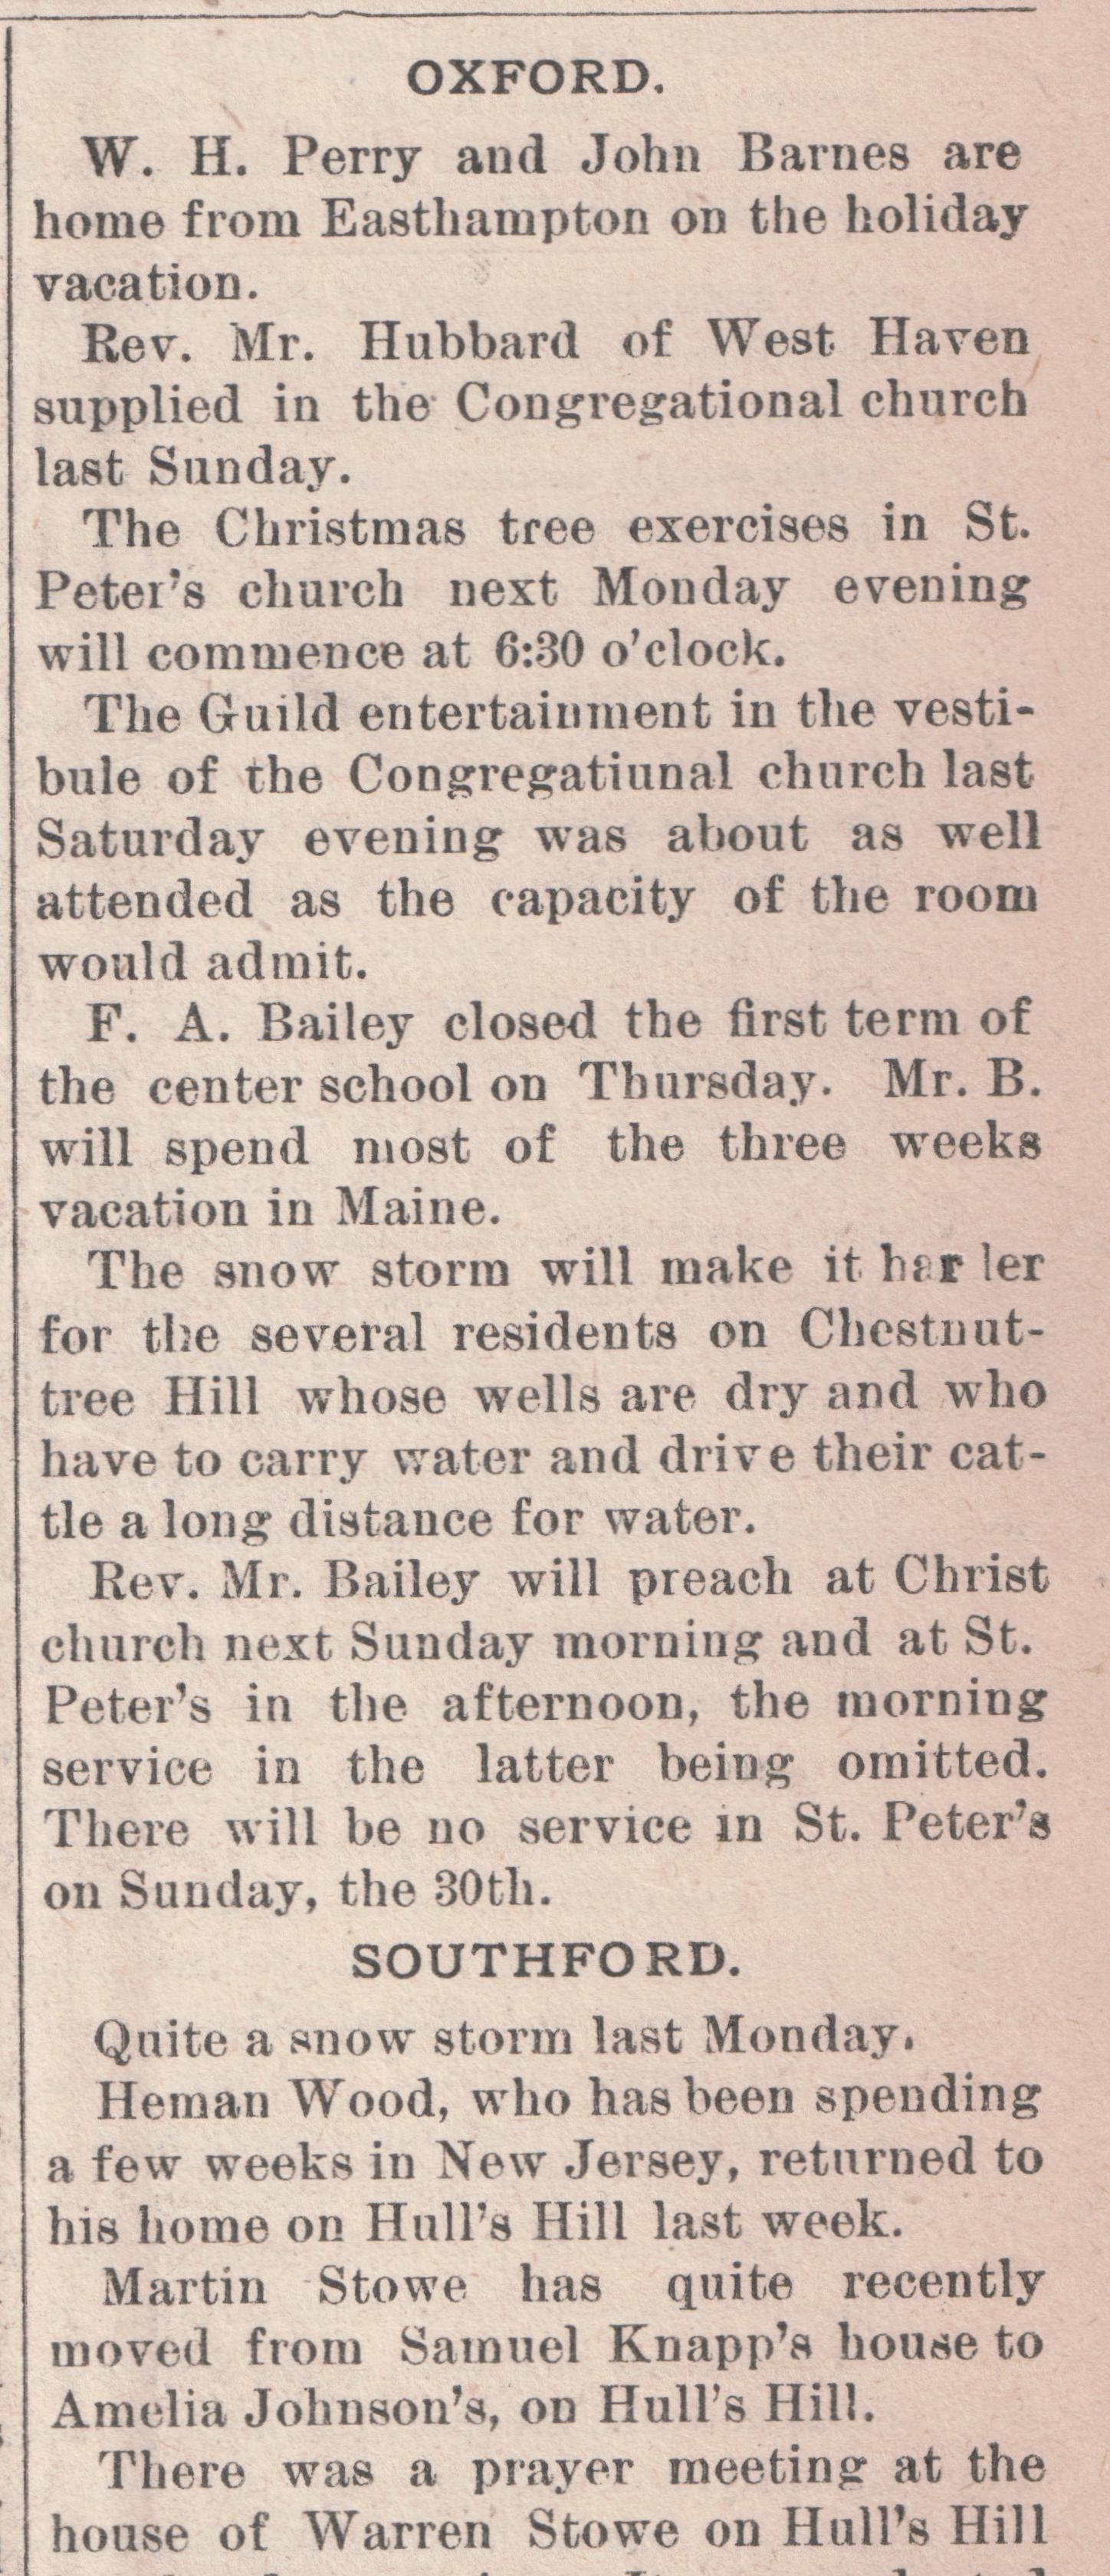 OXFORD.
W. H. Perry and John Barnes are
home from Easthampton on the holiday
vacation.
Rev. Mr. Hubbard of West Haven
supplied in the Congregational church
last Sunday.
The Christmas tree exercises in St.
Peter's church next Monday evening
will commence at 6:30 o'clock.
The Guild entertainment in the vesti-
bule of the Congregatiunal church last
Saturday evening was about as well
attended as the capacity of the room
would admit.
F. A. Bailey closed the first term of
the center school on Thursday. Mr. B.
will spend most of the three weeks
vacation in Maine.
The snow storm will make it har ler
for the several residents on Chestnut-
tree Hill whose wells are dry and who
have to carry water and drive their cat-
tle a long distance for water.
Rev. Mr. Bailey will preach at Christ
church next Sunday morning and at St.
Peter's in the afternoon, the morning
service in the latter being omitted.
There will be no service in St. Peter's
on Sunday, the 30th.
SOUTHFORD.
Quite a snow storm last Monday.
Heman Wood, who has been spending
a few weeks in New Jersey, returned to
his home on Hull's Hill last week.
Martin Stowe has quite recently
moved from Samuel Knapp's house to
Amelia Johnson's, on Hull's Hill.
There was a prayer meeting at the
house of Warren Stowe on Hull's Hill